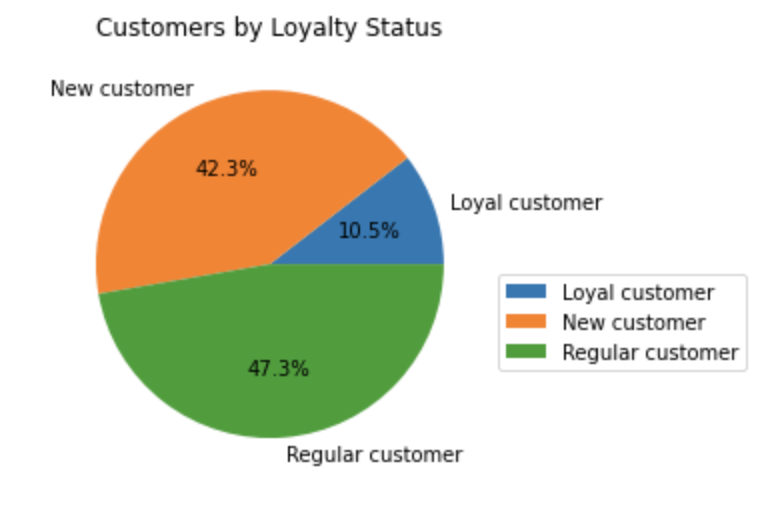 Customers by Loyalty Status
New customer
42.3%
Loyal customer
10.5%
Loyal customer
New customer
Regular customer
47.3%
Regular customer